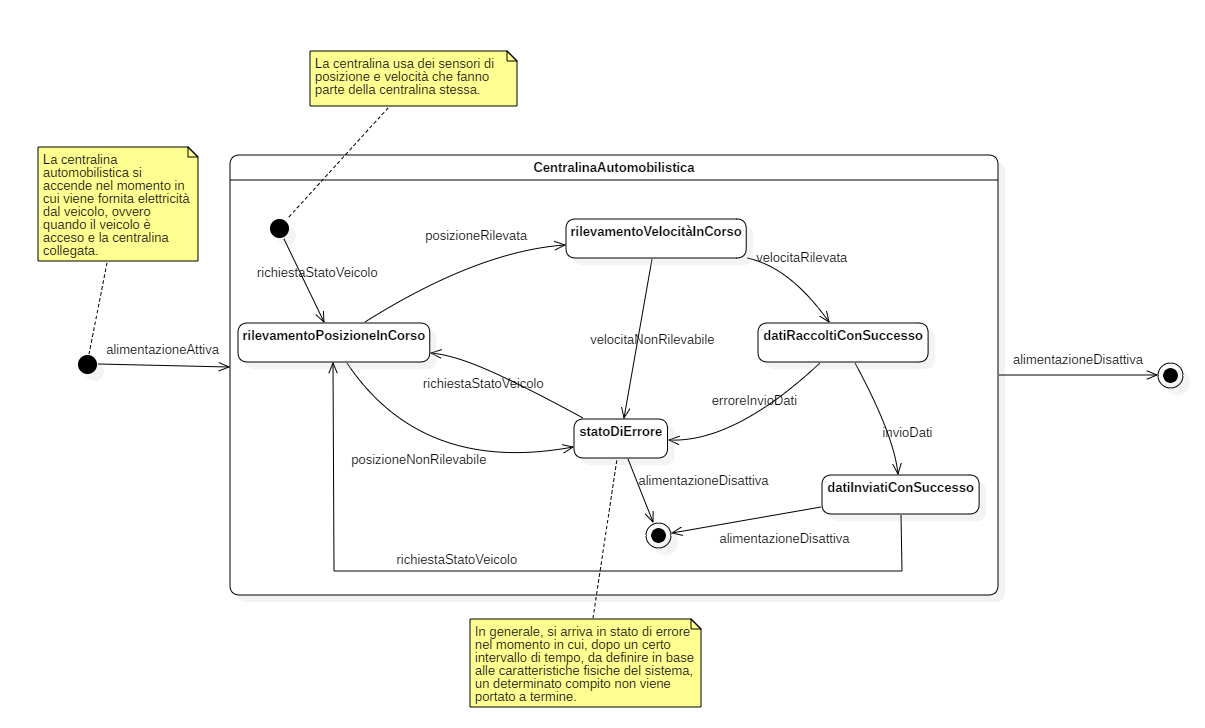 La centralina usa dei sensori di
posizione e velocità che fanno
parte della centralina stessa.
La centralina
automobilistica si
accende nel momento in
cui viene fornita elettricità
dal veicolo, ovvero
quando il veicolo è
acceso e la centralina
collegata.
CentralinaAutomobilistica
posizioneRilevata
rilevamentoVelocitàInCorso
velocitaRilevata
richiestaStatoVeicolo
rilevamentoPosizioneInCorso
velocitaNonRilevabile
datiRaccoltiConSuccesso
alimentazioneAttiva
alimentazioneDisattiva
richiestaStatoVeicolo
erroreInvioDati
statoDiErrore
invioDati
posizioneNonRilevabile
alimentazioneDisattiva
datiInviatiConSuccesso
alimentazioneDisattiva
richiestaStatoVeicolo
In generale, si arriva in stato di errore
nel momento in cui, dopo un certo
intervallo di tempo, da definire in base
alle caratteristiche fisiche del sistema,
un determinato compito non viene
portato a termine.